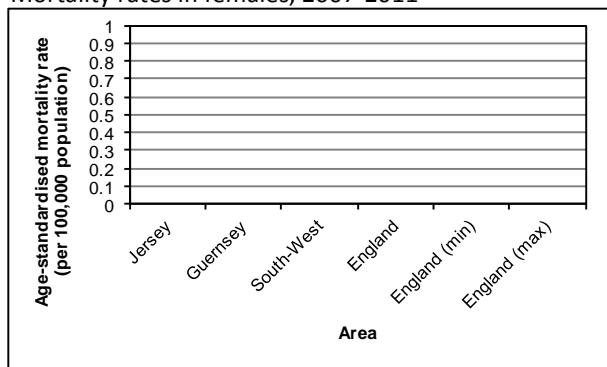 Mortality rates in females, 2007-2011
1
0.9
0.8
0.7
0.6
0.5
0.4
0.3
0.2
0.1
0
Age-standardised mortality rate
(per 100,000 population)
Jersey
Guernsey
South-West
England
England (min)
England (max)
Area